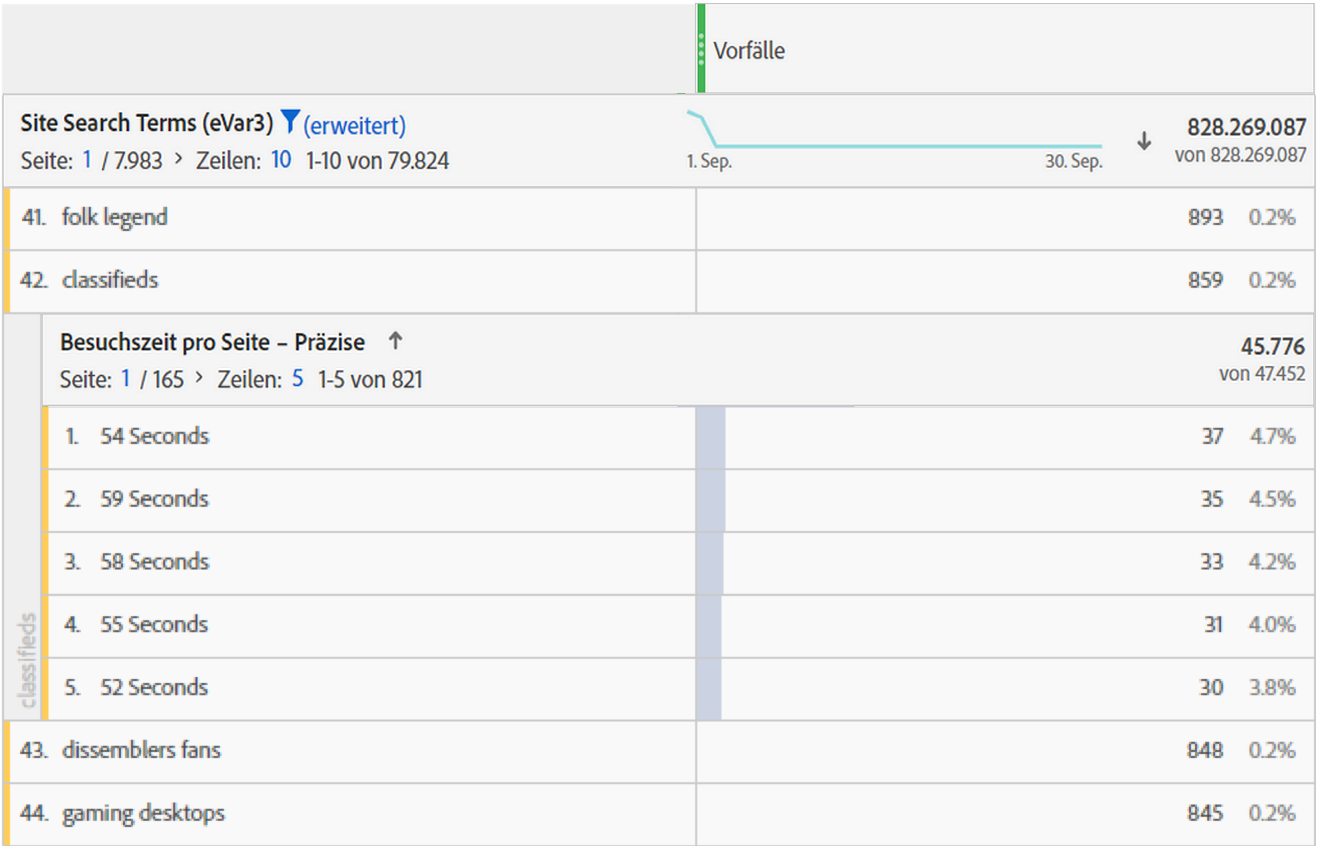 Vorfälle
Site Search Terms (eVar3) (erweitert)
Seite: 1 / 7.983 > Zeilen: 10 1-10 von 79.824
1. Sep.
30. Sep.
828.269.087
von 828.269.087
41. folk legend 893 0.2%
42. classifieds 859 0.2%
classifieds
Besuchszeit pro Seite – Präzise ↑
Seite: 1 / 165 > Zeilen: 5 1-5 von 821
45.776
von 47.452
1. 54 Seconds 37 4.7%
2. 59 Seconds 35 4.5%
3. 58 Seconds 33 4.2%
4. 55 Seconds 31 4.0%
5. 52 Seconds 30 3.8%
43. dissemblers fans 848 0.2%
44. gaming desktops 845 0.2%